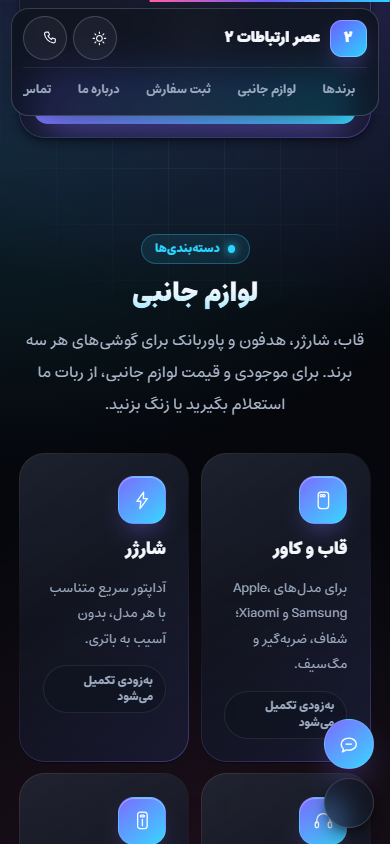 عصر ارتباطات ۲
۲
برندها
لوازم جانبی
ثبت سفارش
درباره ما
تماس
دسته‌بندی‌ها
لوازم جانبی
قاب، شارژر، هدفون و پاوربانک برای گوشی‌های هر سه
برند. برای موجودی و قیمت لوازم جانبی، از ربات ما
استعلام بگیرید یا زنگ بزنید.
قاب و کاور
برای مدل‌های Apple،
Samsung و Xiaomi؛
شفاف، ضربه‌گیر و
مگ‌سیف.
به‌زودی تکمیل
می‌شود
شارژر
آداپتور سریع متناسب
با هر مدل، بدون
آسیب به باتری.
به‌زودی تکمیل
می‌شود